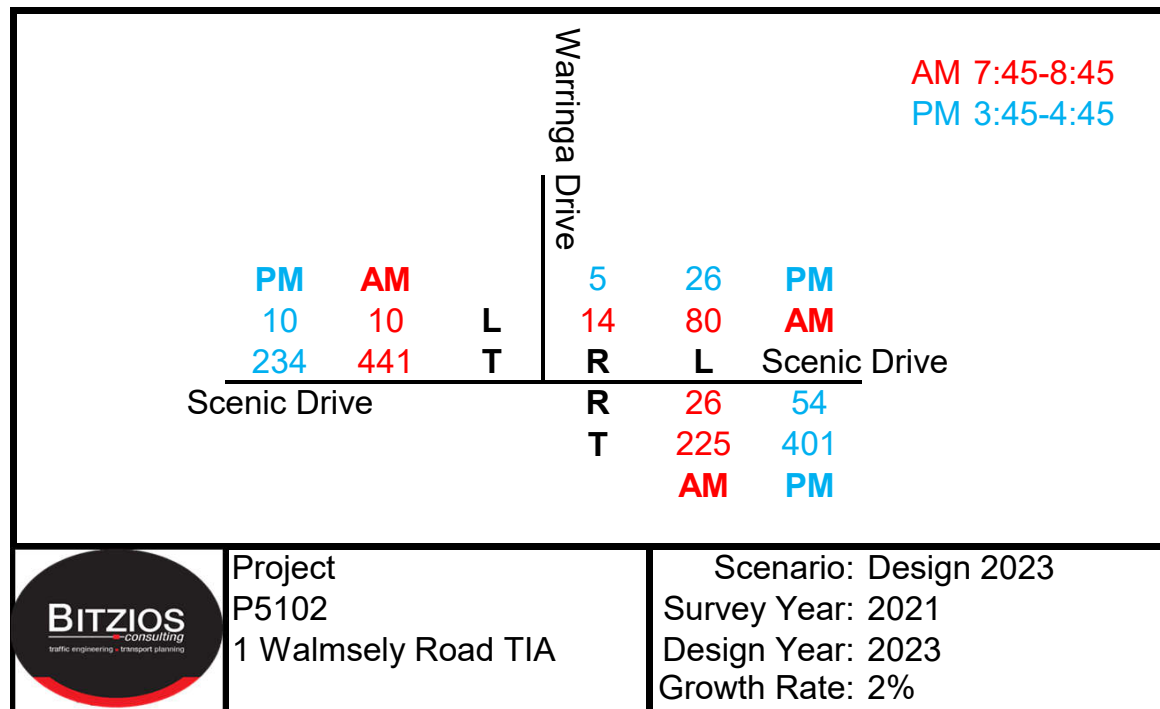 Warringa Drive
AM 7:45-8:45
PM 3:45-4:45
PM AM 5 26 PM
10 10 L 14 80 AM
234 441 T R L Scenic Drive
Scenic Drive R 26 54
T 225 401
AM PM
BITZIOS
consulting
traffic engineering transport planning
Project
P5102
1 Walmsely Road TIA
Scenario: Design 2023
Survey Year: 2021
Design Year: 2023
Growth Rate: 2%